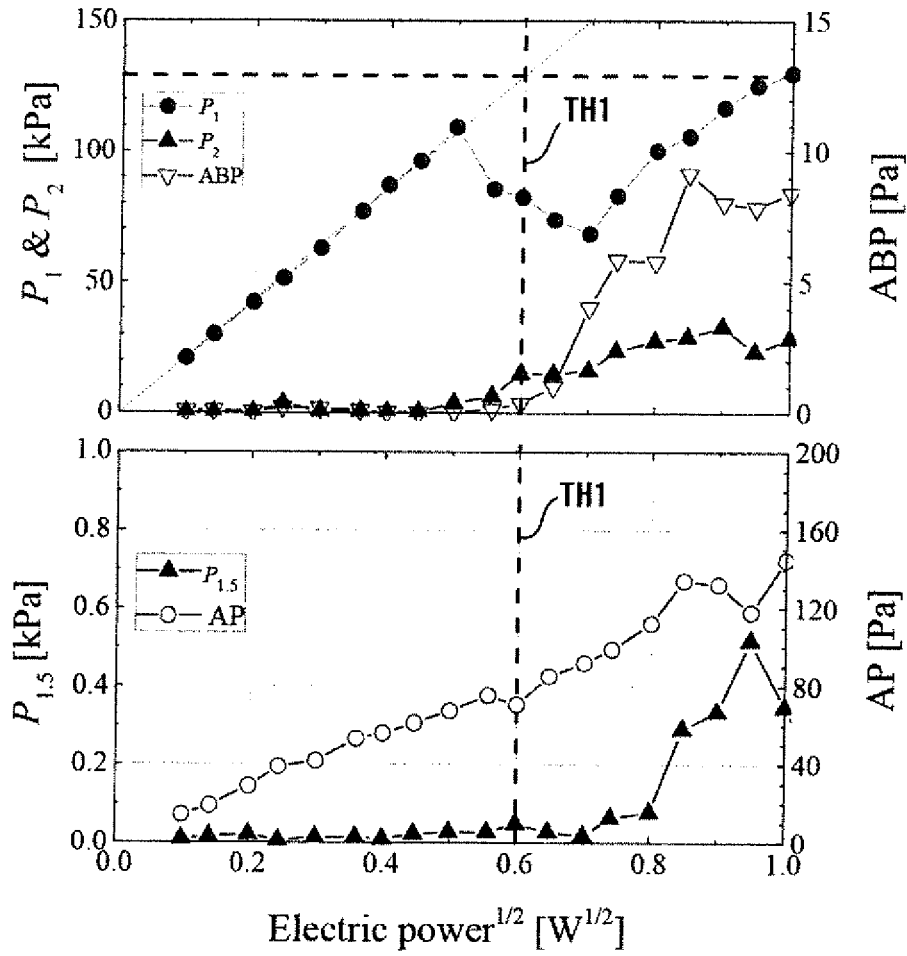 150
100
50
0
P1 & P2 [kPa]
P1
P2
ABP
TH1
15
10
5
0
ABP [Pa]
1.0
0.8
0.6
0.4
0.2
0.0
P1.5 [kPa]
P1.5
AP
TH1
200
160
120
80
40
0
AP [Pa]
0.0 0.2 0.4 0.6 0.8 1.0
Electric power1/2 [W1/2]